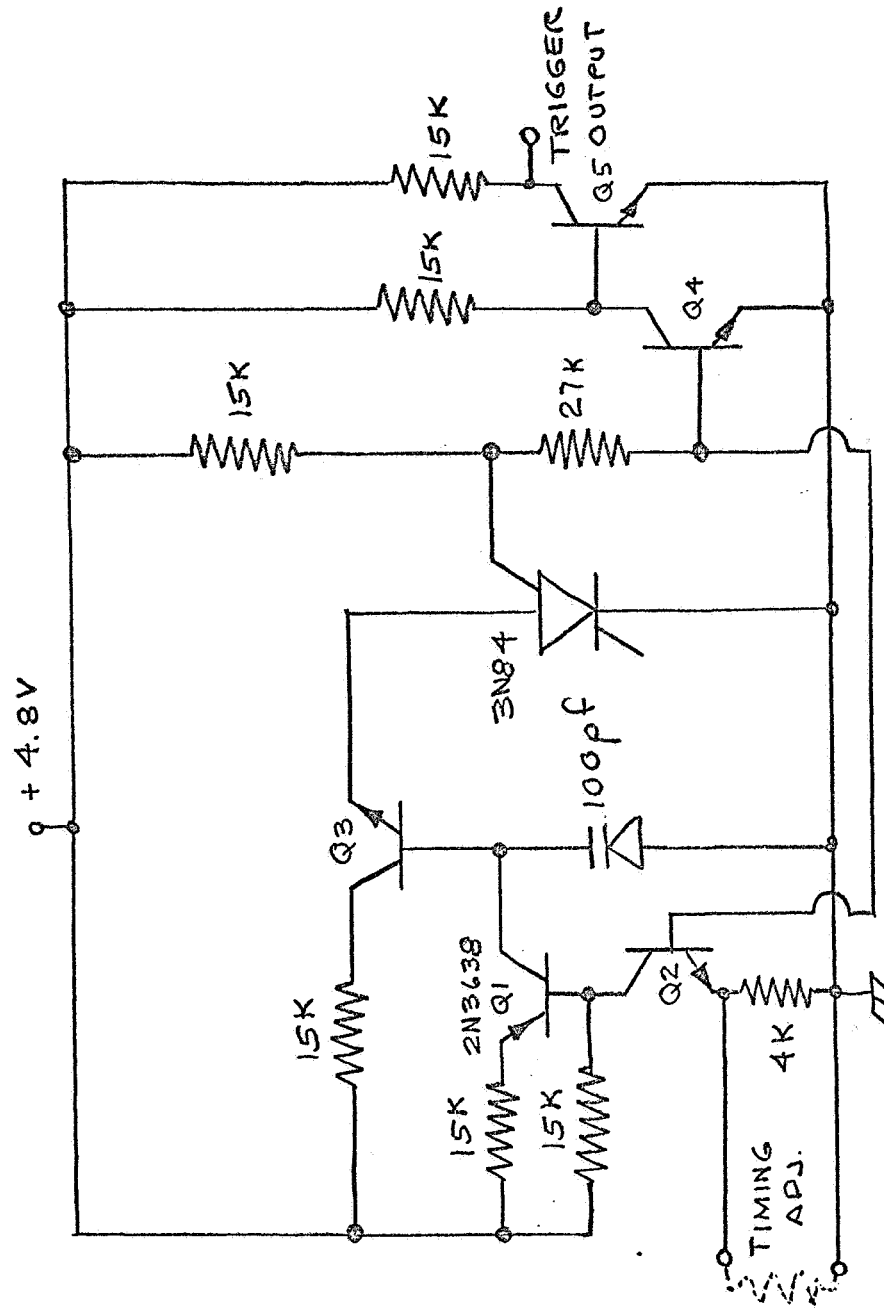 + 4.8V
15K
15K
15K
15K
Q3
15K
2N3638
Q1
15K
Q2
4K
TIMING
ADJ.
100pf
3N84
27K
Q4
Q5 OUTPUT
TRIGGER